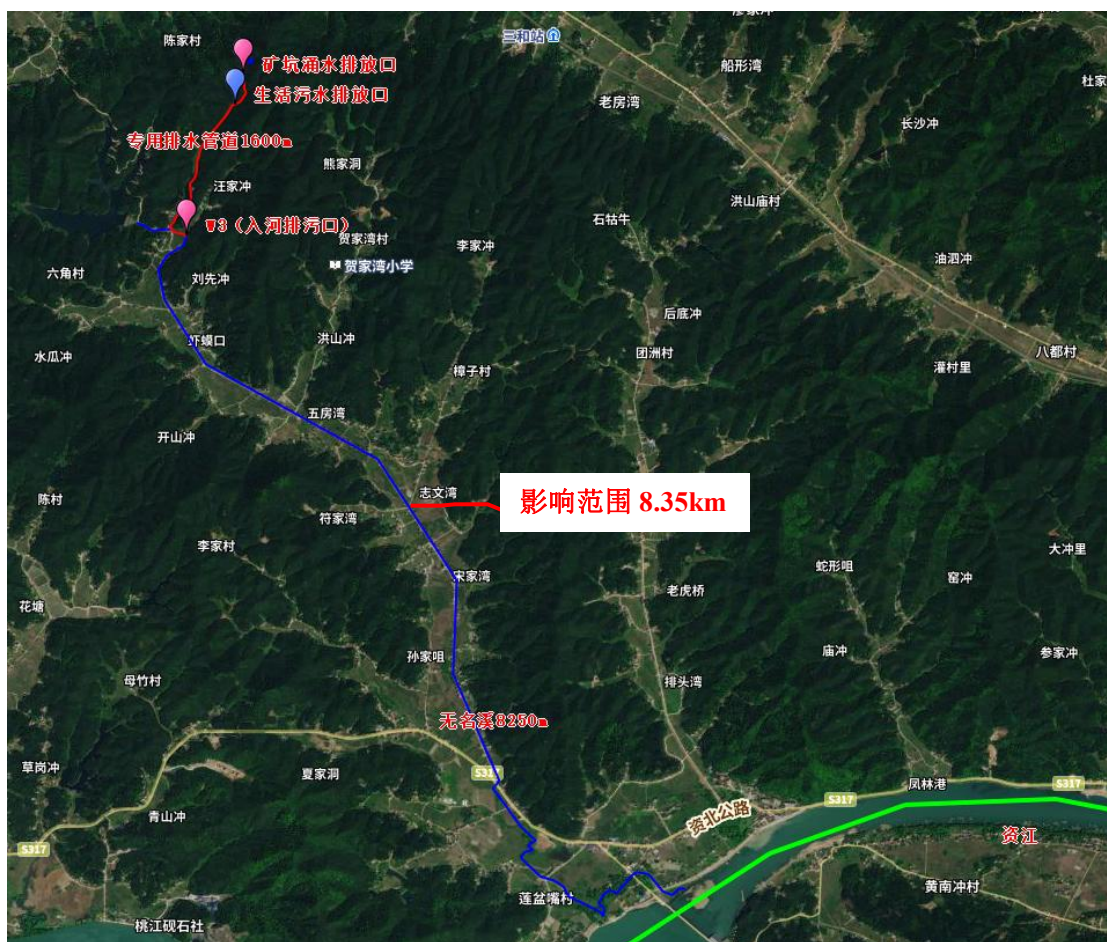 陈家村
三和站
矿坑涌水排放口
船形湾
杜家
生活污水排放口
老房湾
长沙冲
专用排水管道1600m
熊家洞
汪家冲
洪山庙村
石牯牛
W3（入河排污口）
贺家湾村
李家冲
油泗冲
贺家湾小学
六角村
刘先冲
后底冲
虾蟆口
洪山冲
团洲村
八都村
水瓜冲
灌村里
樟子村
五房湾
开山冲
志文湾
陈村
影响范围 8.35km
符家湾
李家村
大冲里
蛇形咀
宋家湾
窑冲
老虎桥
花塘
孙家咀
庙冲
参家冲
母竹村
排头湾
无名溪8250m
草岗冲
夏家洞
S317
凤林港
S317
S317
青山冲
资北公路
资江
S317
黄南冲村
莲盆嘴村
桃江砚石社